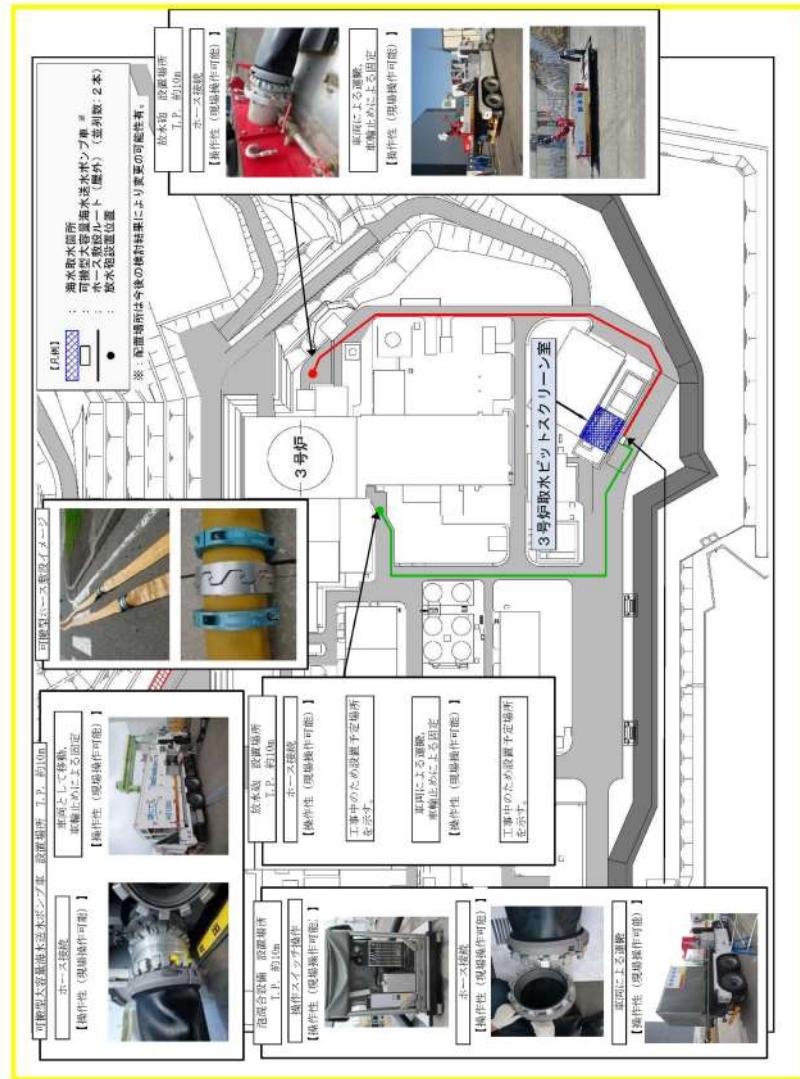 可搬型大容量海水送水ポンプ車　設置場所　T.P. 約10m
ホース接続
【操作性（現場操作可能）】
車両として移動，
車輪止めによる固定
【操作性（現場操作可能）】
可搬型ホース敷設イメージ
【凡例】
：海水取水箇所
：可搬型大容量海水送水ポンプ車 ※
：ホース敷設ルート（屋外）（並列数：２本）
：放水砲設置位置
※：配置場所は今後の検討結果により変更の可能性有。
泡混合設備　設置場所
T.P. 約10m
操作スイッチ操作
【操作性（現場操作可能）】
ホース接続
【操作性（現場操作可能）】
車両による運搬
【操作性（現場操作可能）】
放水砲　設置場所
T.P. 約10m
ホース接続
【操作性（現場操作可能）】
工事中のため設置予定場所
を示す。
車両による運搬，
車輪止めによる固定
【操作性（現場操作可能）】
工事中のため設置予定場所
を示す。
３号炉
３号炉取水ピットスクリーン室
放水砲　設置場所
T.P. 約10m
ホース接続
【操作性（現場操作可能）】
車両による運搬，
車輪止めによる固定
【操作性（現場操作可能）】